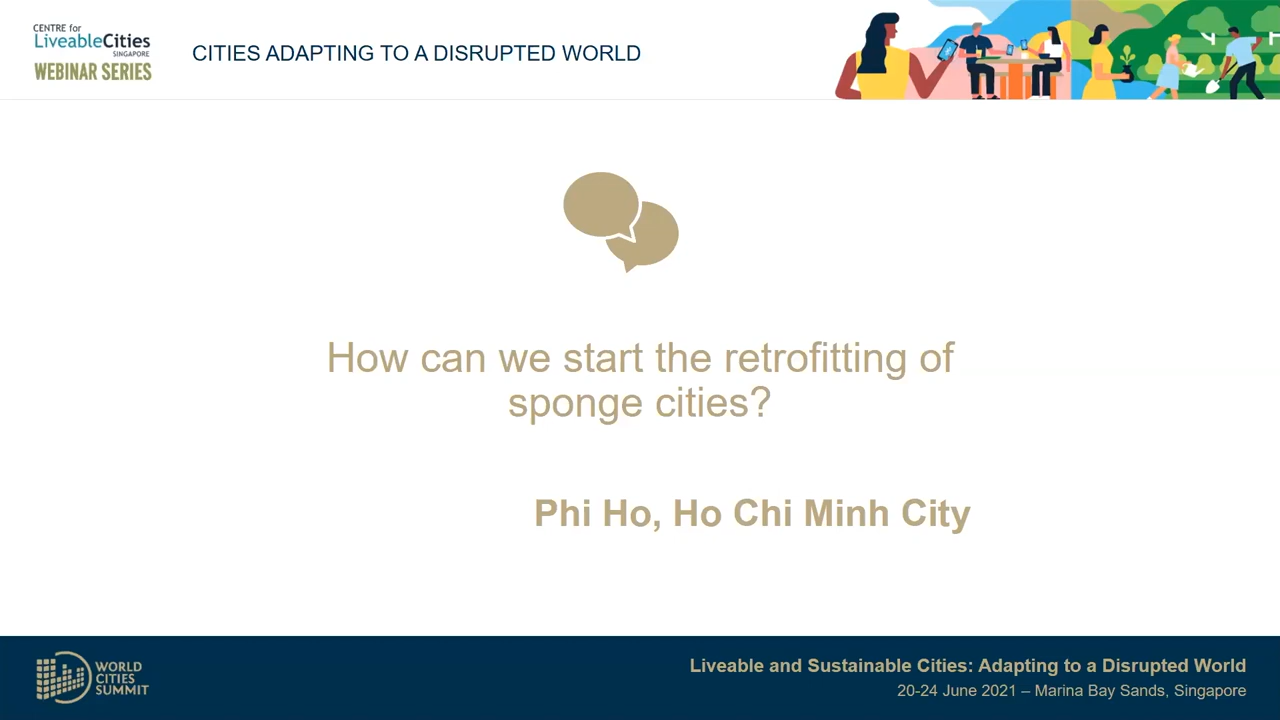 CENTRE for
LiveableCities
SINGAPORE
WEBINAR SERIES
CITIES ADAPTING TO A DISRUPTED WORLD
How can we start the retrofitting of
sponge cities?
Phi Ho, Ho Chi Minh City
WORLD
CITIES
SUMMIT
Liveable and Sustainable Cities: Adapting to a Disrupted World
20-24 June 2021 – Marina Bay Sands, Singapore